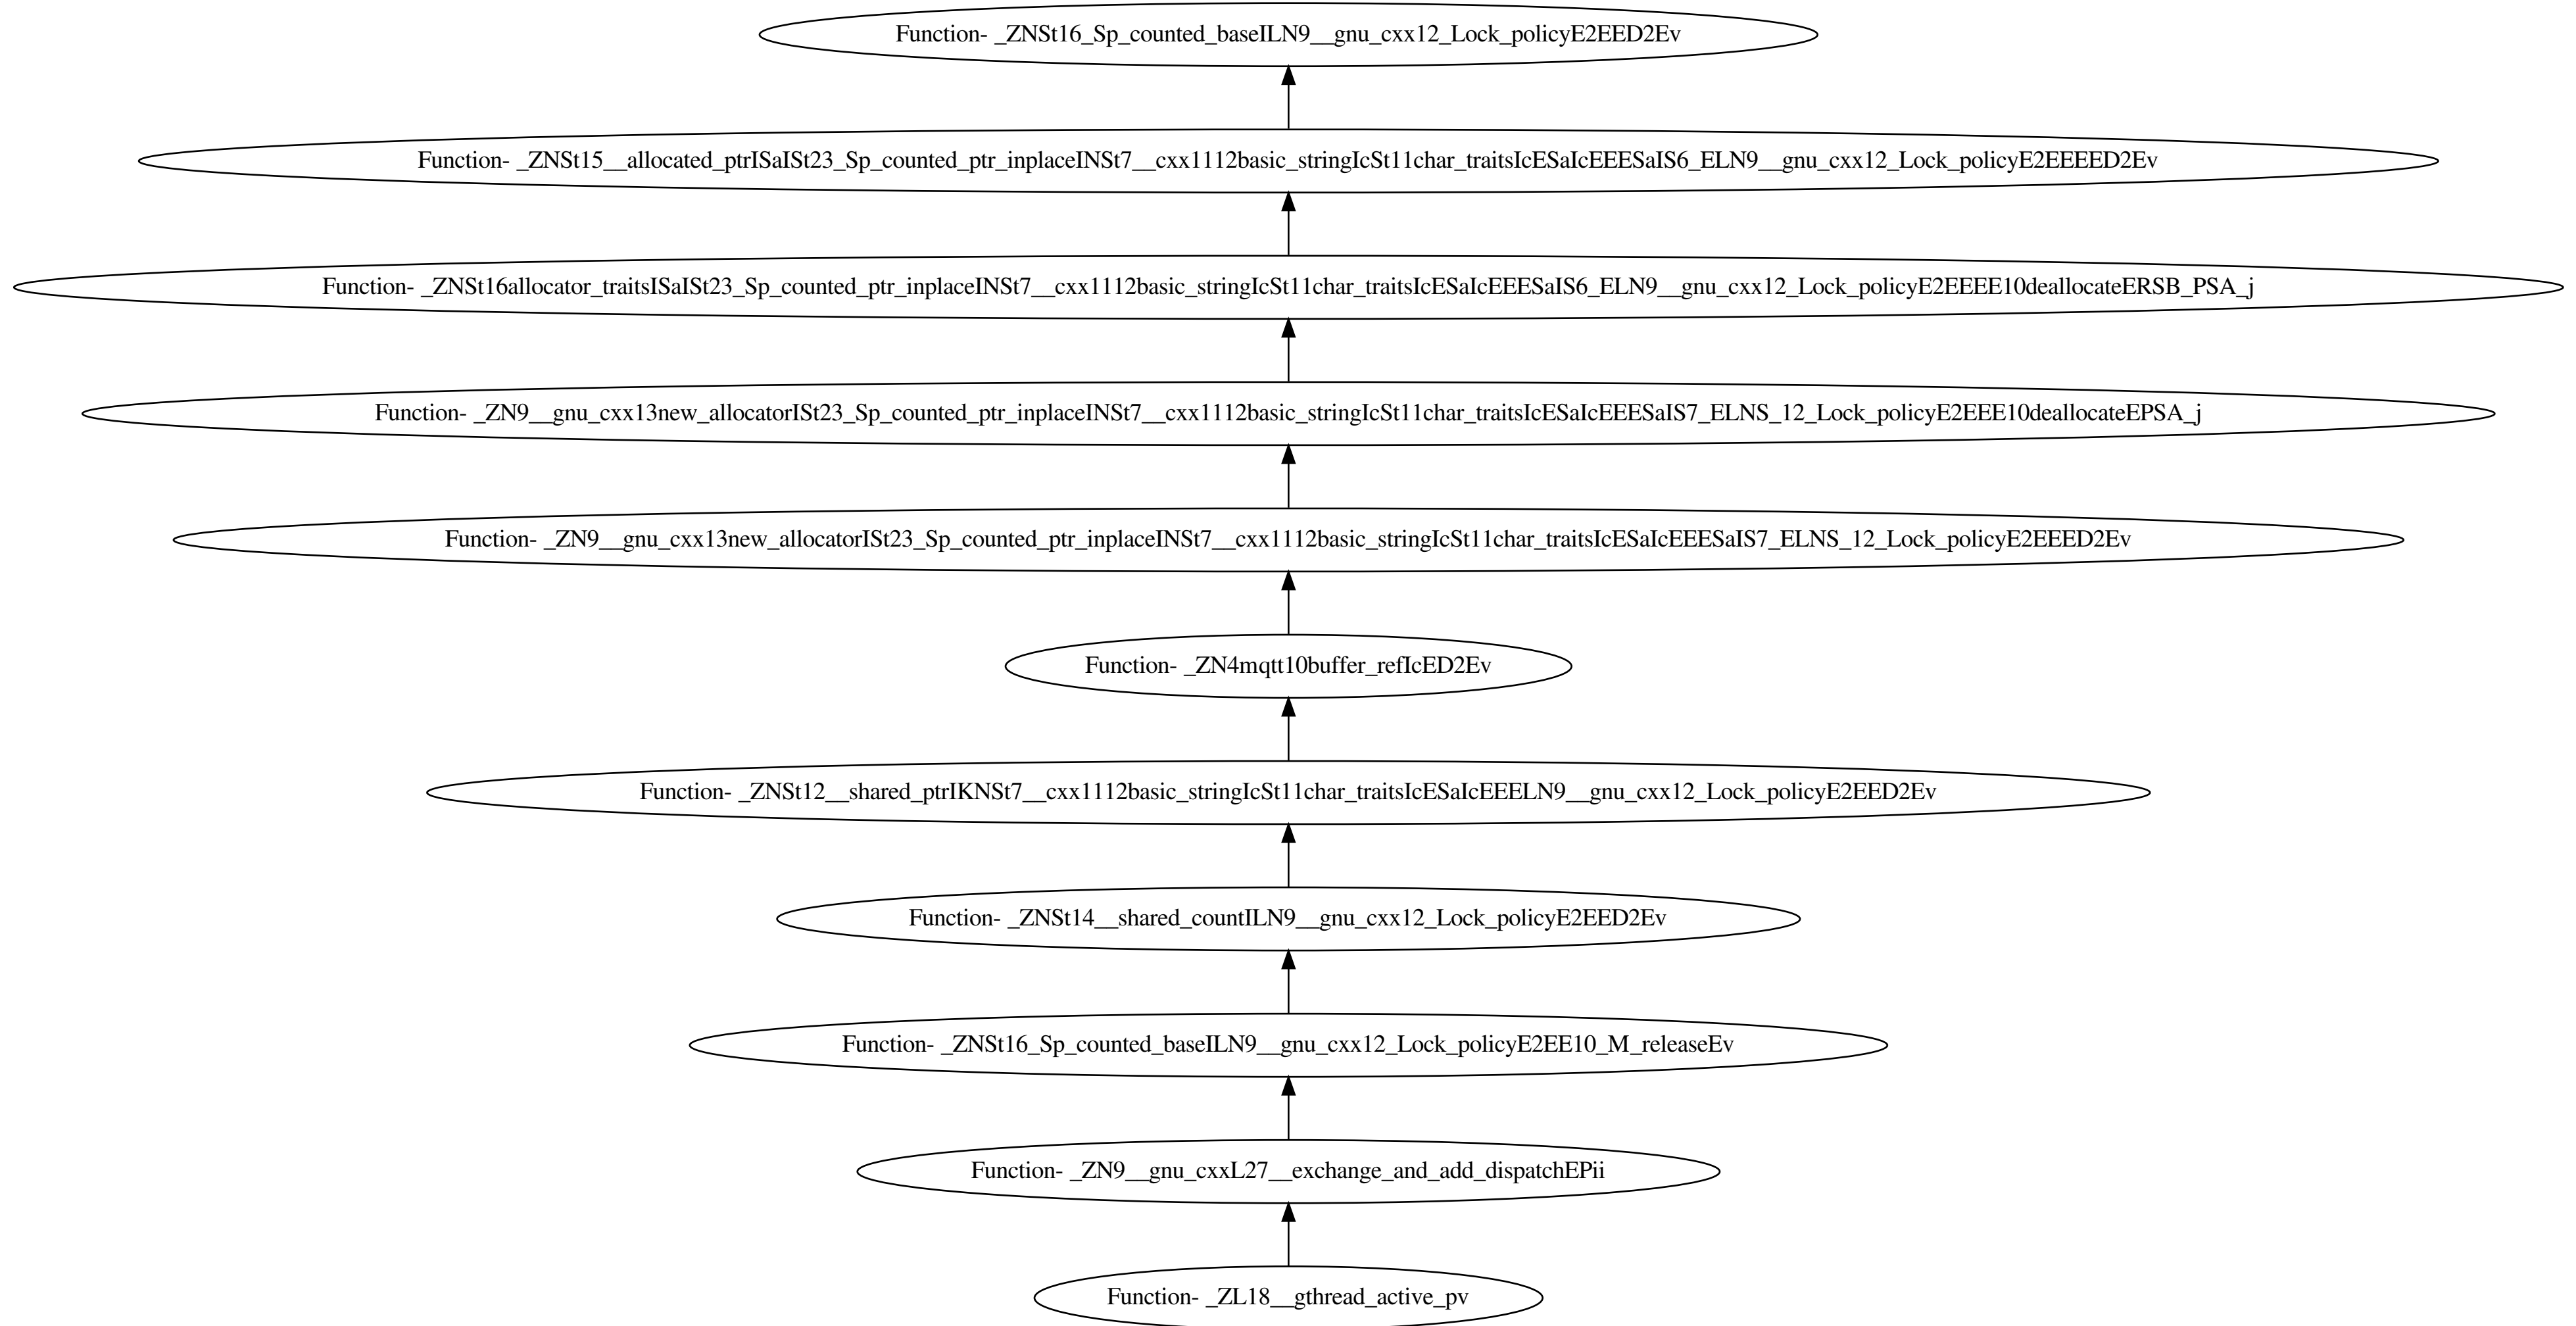 Function- _ZNSt16_Sp_counted_baseILN9__gnu_cxx12_Lock_policyE2EED2Ev
Function- _ZNSt15__allocated_ptrISaISt23_Sp_counted_ptr_inplaceINSt7__cxx1112basic_stringIcSt11char_traitsIcESaIcEEESaIS6_ELN9__gnu_cxx12_Lock_policyE2EEEED2Ev
Function- _ZNSt16allocator_traitsISaISt23_Sp_counted_ptr_inplaceINSt7__cxx1112basic_stringIcSt11char_traitsIcESaIcEEESaIS6_ELN9__gnu_cxx12_Lock_policyE2EEEE10deallocateERSB_PSA_j
Function- _ZN9__gnu_cxx13new_allocatorISt23_Sp_counted_ptr_inplaceINSt7__cxx1112basic_stringIcSt11char_traitsIcESaIcEEESaIS7_ELNS_12_Lock_policyE2EEE10deallocateEPSA_j
Function- _ZN9__gnu_cxx13new_allocatorISt23_Sp_counted_ptr_inplaceINSt7__cxx1112basic_stringIcSt11char_traitsIcESaIcEEESaIS7_ELNS_12_Lock_policyE2EEED2Ev
Function- _ZN4mqtt10buffer_refIcED2Ev
Function- _ZNSt12__shared_ptrIKNSt7__cxx1112basic_stringIcSt11char_traitsIcESaIcEEELN9__gnu_cxx12_Lock_policyE2EED2Ev
Function- _ZNSt14__shared_countILN9__gnu_cxx12_Lock_policyE2EED2Ev
Function- _ZNSt16_Sp_counted_baseILN9__gnu_cxx12_Lock_policyE2EE10_M_releaseEv
Function- _ZN9__gnu_cxxL27__exchange_and_add_dispatchEPii
Function- _ZL18__gthread_active_pv